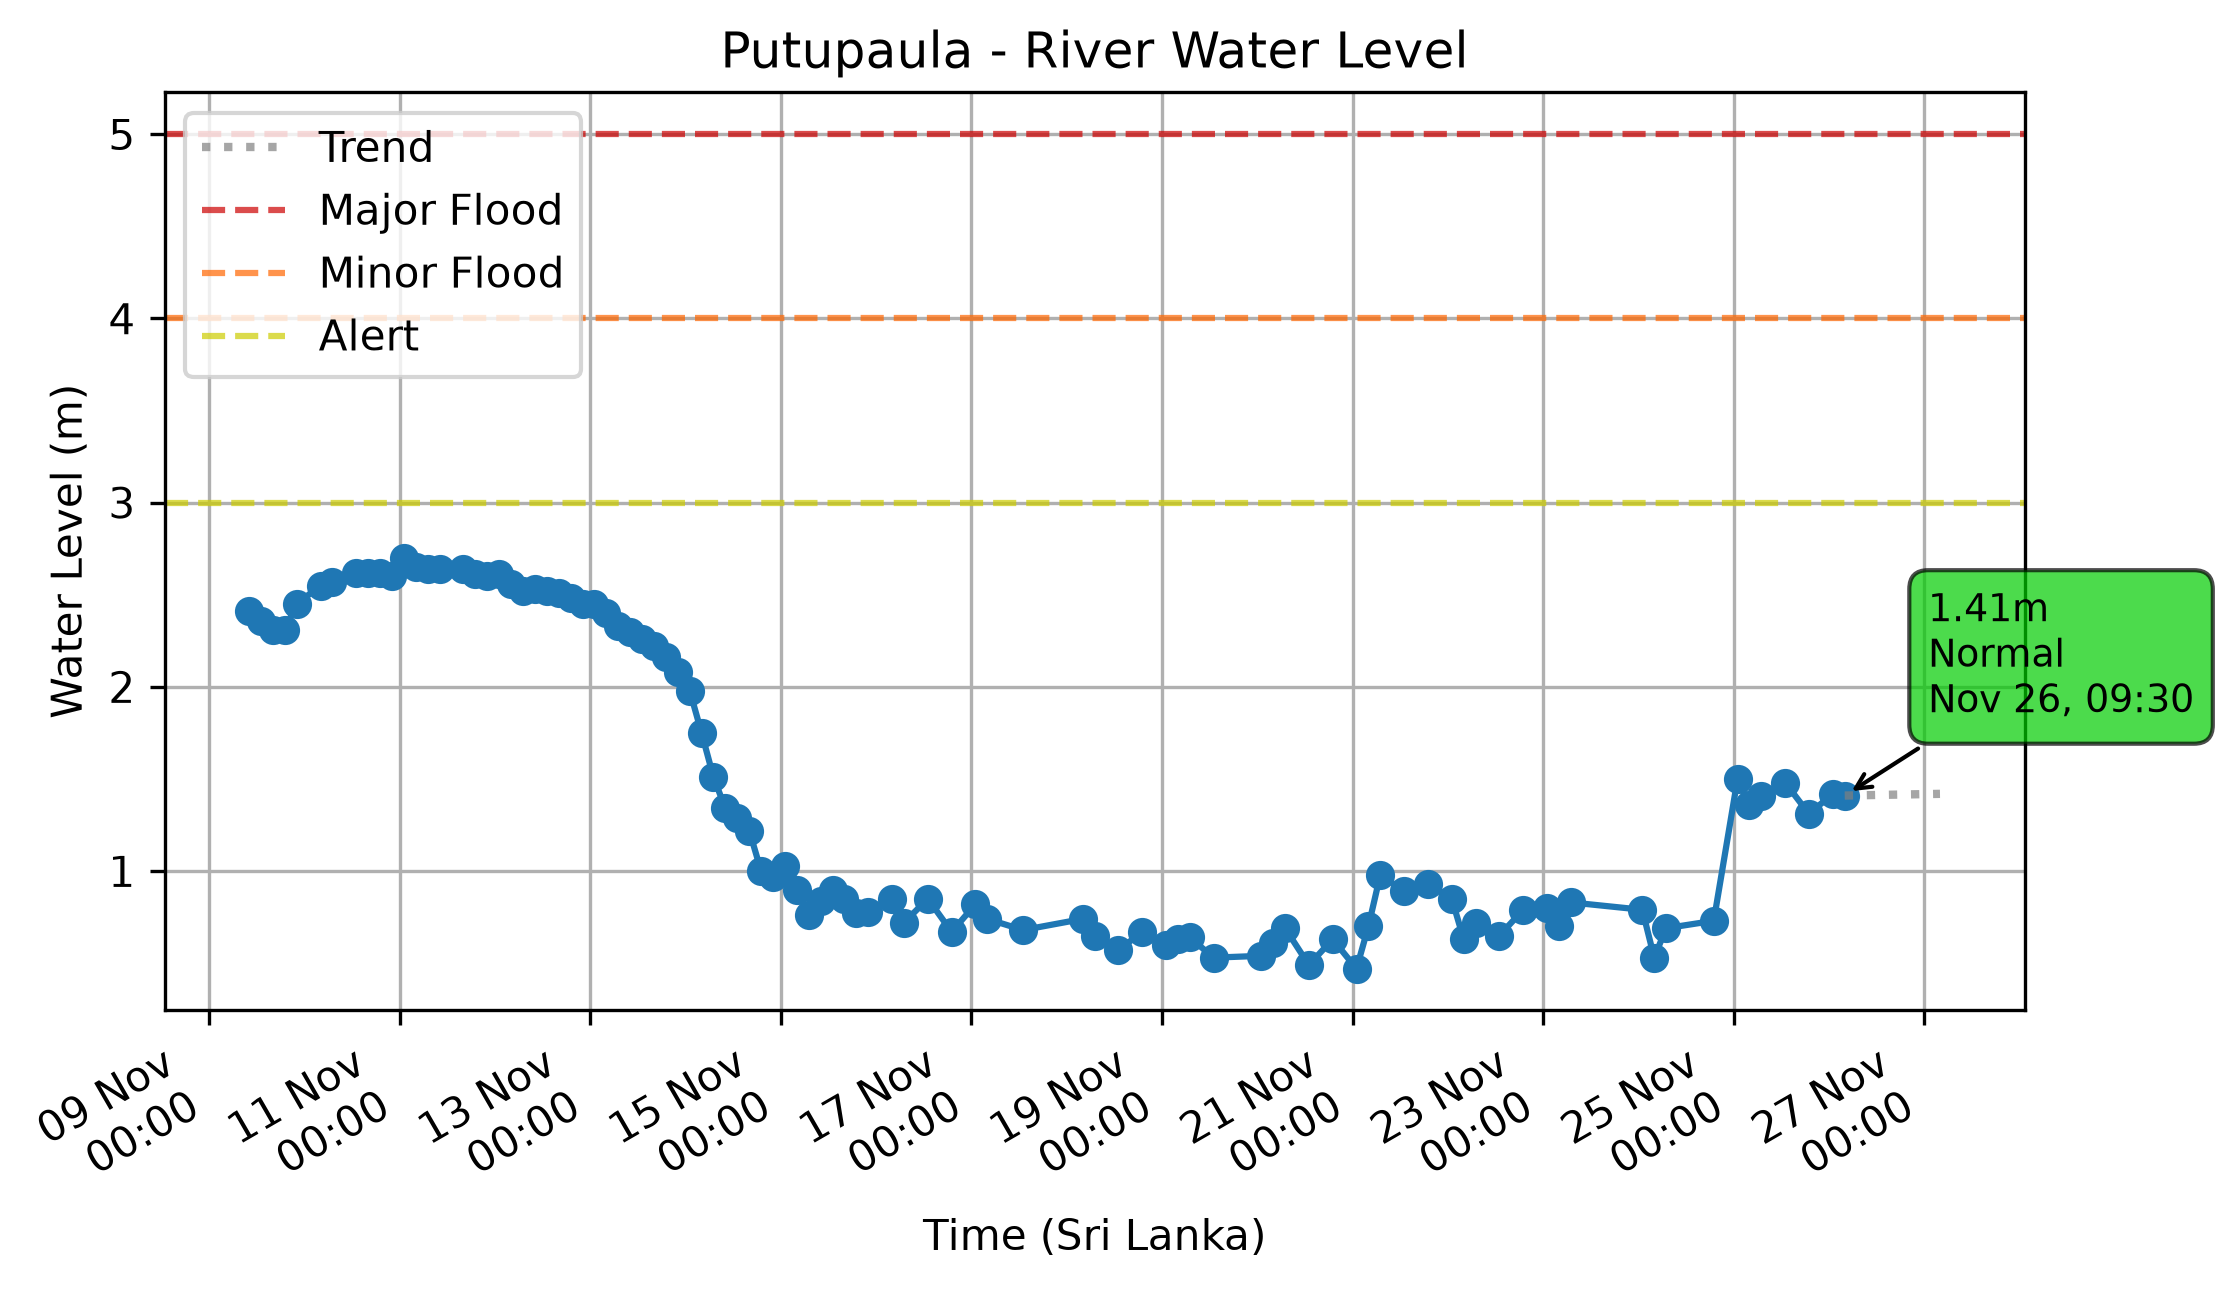 Putupaula - River Water Level
Trend
Major Flood
Minor Flood
Alert
5
4
3
2
1
Water Level (m)
1.41m
Normal
Nov 26, 09:30
09 Nov
00:00
11 Nov
00:00
13 Nov
00:00
15 Nov
00:00
17 Nov
00:00
19 Nov
00:00
21 Nov
00:00
23 Nov
00:00
25 Nov
00:00
27 Nov
00:00
Time (Sri Lanka)